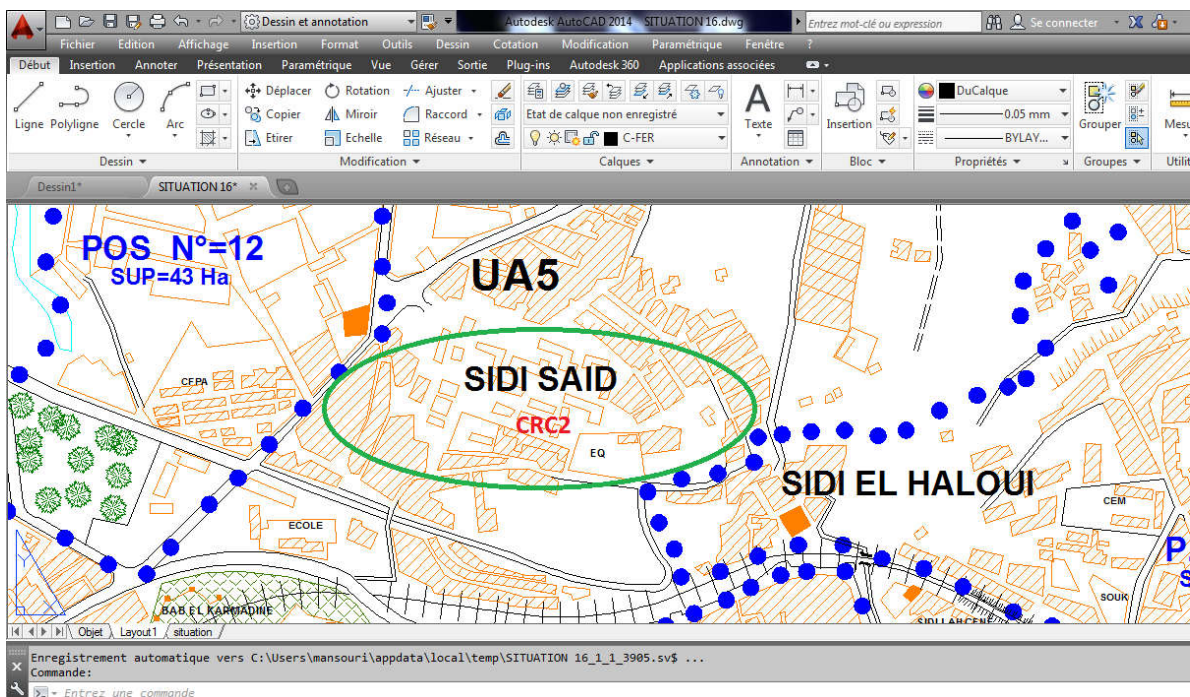 Dessin et annotation
Autodesk AutoCAD 2014 SITUATION 16.dwg
Entrez mot-clé ou expression
Se connecter
Fichier Edition Affichage Insertion Format Outils Dessin Cotation Modification Paramétrique Fenêtre ?
Début Insertion Annoter Présentation Paramétrique Vue Gérer Sortie Plug-ins Autodesk 360 Applications associées
Ligne Polyligne Cercle Arc
Déplacer Rotation Ajuster
Copier Miroir Raccord
Etirer Echelle Réseau
Etat de calque non enregistré
C-FER
Texte
Insertion
DuCalque
0.05 mm
BYLAY...
Grouper
Mesu
Dessin Modification Calques Annotation Bloc Propriétés Groupes Utilit
Dessin1* SITUATION 16*
POS N°=12
SUP=43 Ha
UA5
SIDI SAID
CRC2
CFPA
EQ
SIDI EL HALOUI
CEM
ECOLE
P
S
SOUK
BAB EL KARMADINE
SIDI LAHCENE
Objet Layout1 situation
Enregistrement automatique vers C:\Users\mansouri\appdata\local\temp\SITUATION 16_1_1_3905.sv$ ...
Commande:
Entrez une commande